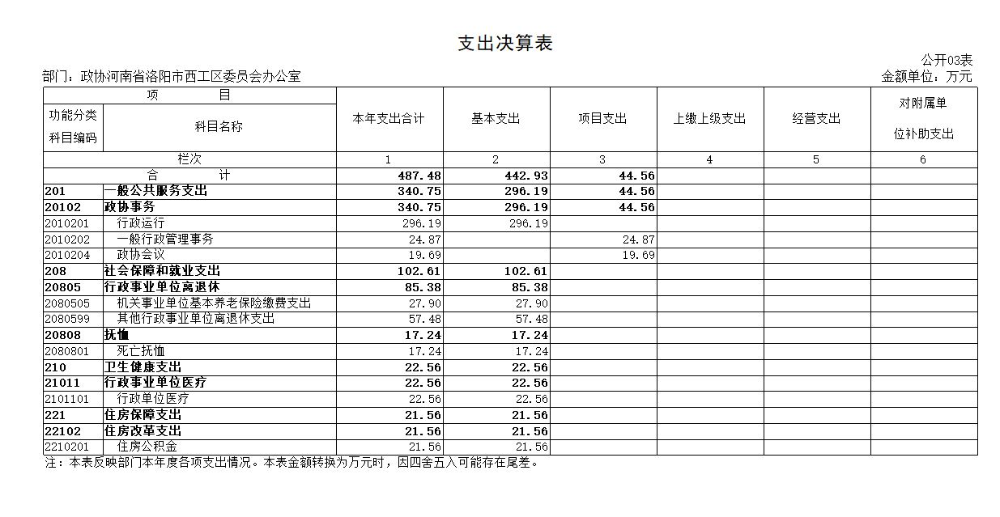 支出决算表
公开03表
部门：政协河南省洛阳市西工区委员会办公室 金额单位：万元
项 目 本年支出合计 基本支出 项目支出 上缴上级支出 经营支出 对附属单位补助支出
功能分类科目编码 科目名称
栏次 1 2 3 4 5 6
合 计 487.48 442.93 44.56
201 一般公共服务支出 340.75 296.19 44.56
20102 政协事务 340.75 296.19 44.56
2010201 行政运行 296.19 296.19
2010202 一般行政管理事务 24.87 24.87
2010204 政协会议 19.69 19.69
208 社会保障和就业支出 102.61 102.61
20805 行政事业单位离退休 85.38 85.38
2080505 机关事业单位基本养老保险缴费支出 27.90 27.90
2080599 其他行政事业单位离退休支出 57.48 57.48
20808 抚恤 17.24 17.24
2080801 死亡抚恤 17.24 17.24
210 卫生健康支出 22.56 22.56
21011 行政事业单位医疗 22.56 22.56
2101101 行政单位医疗 22.56 22.56
221 住房保障支出 21.56 21.56
22102 住房改革支出 21.56 21.56
2210201 住房公积金 21.56 21.56
注：本表反映部门本年度各项支出情况。本表金额转换为万元时，因四舍五入可能存在尾差。